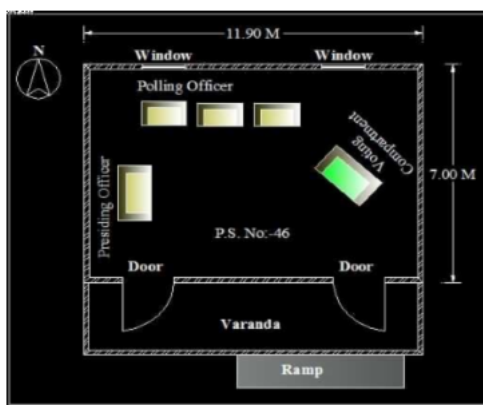 11.90 M
N
Window
Window
Polling Officer
Voting
Compartment
7.00 M
Presiding Officer
P.S. No:-46
Door
Door
Varanda
Ramp